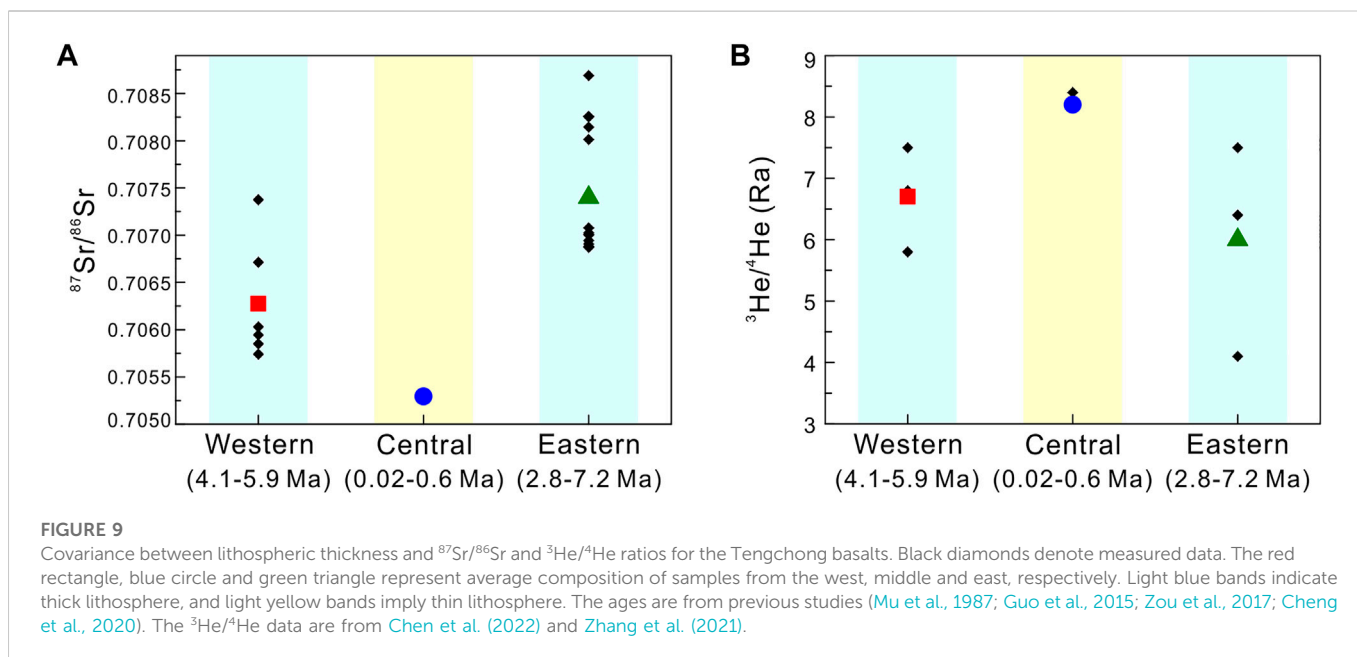 A
0.7085
0.7080
0.7075
0.7070
0.7065
0.7060
0.7055
0.7050
⁸⁷Sr/⁸⁶Sr
Western
(4.1-5.9 Ma)
Central
(0.02-0.6 Ma)
Eastern
(2.8-7.2 Ma)
B
9
8
7
6
5
4
3
³He/⁴He (Ra)
Western
(4.1-5.9 Ma)
Central
(0.02-0.6 Ma)
Eastern
(2.8-7.2 Ma)
FIGURE 9
Covariance between lithospheric thickness and ⁸⁷Sr/⁸⁶Sr and ³He/⁴He ratios for the Tengchong basalts. Black diamonds denote measured data. The red
rectangle, blue circle and green triangle represent average composition of samples from the west, middle and east, respectively. Light blue bands indicate
thick lithosphere, and light yellow bands imply thin lithosphere. The ages are from previous studies (Mu et al., 1987; Guo et al., 2015; Zou et al., 2017; Cheng
et al., 2020). The ³He/⁴He data are from Chen et al. (2022) and Zhang et al. (2021).